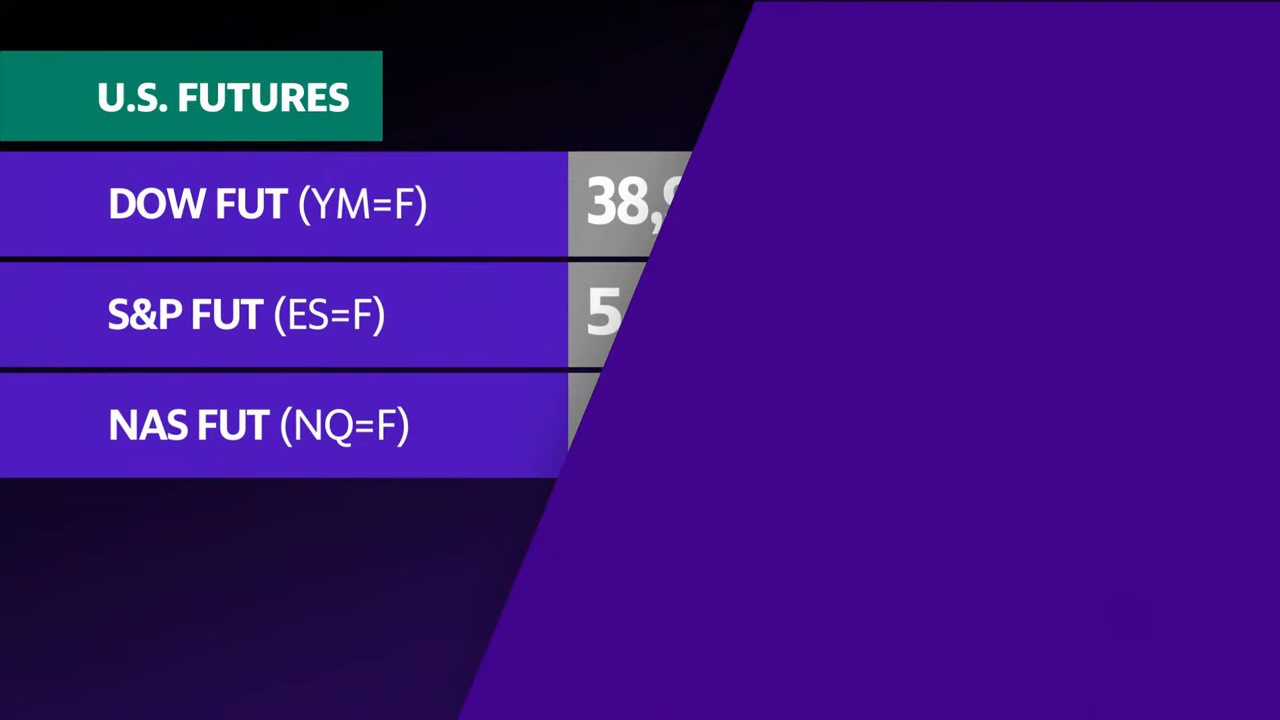 U.S. FUTURES
DOW FUT (YM=F) 38,
S&P FUT (ES=F) 5
NAS FUT (NQ=F)